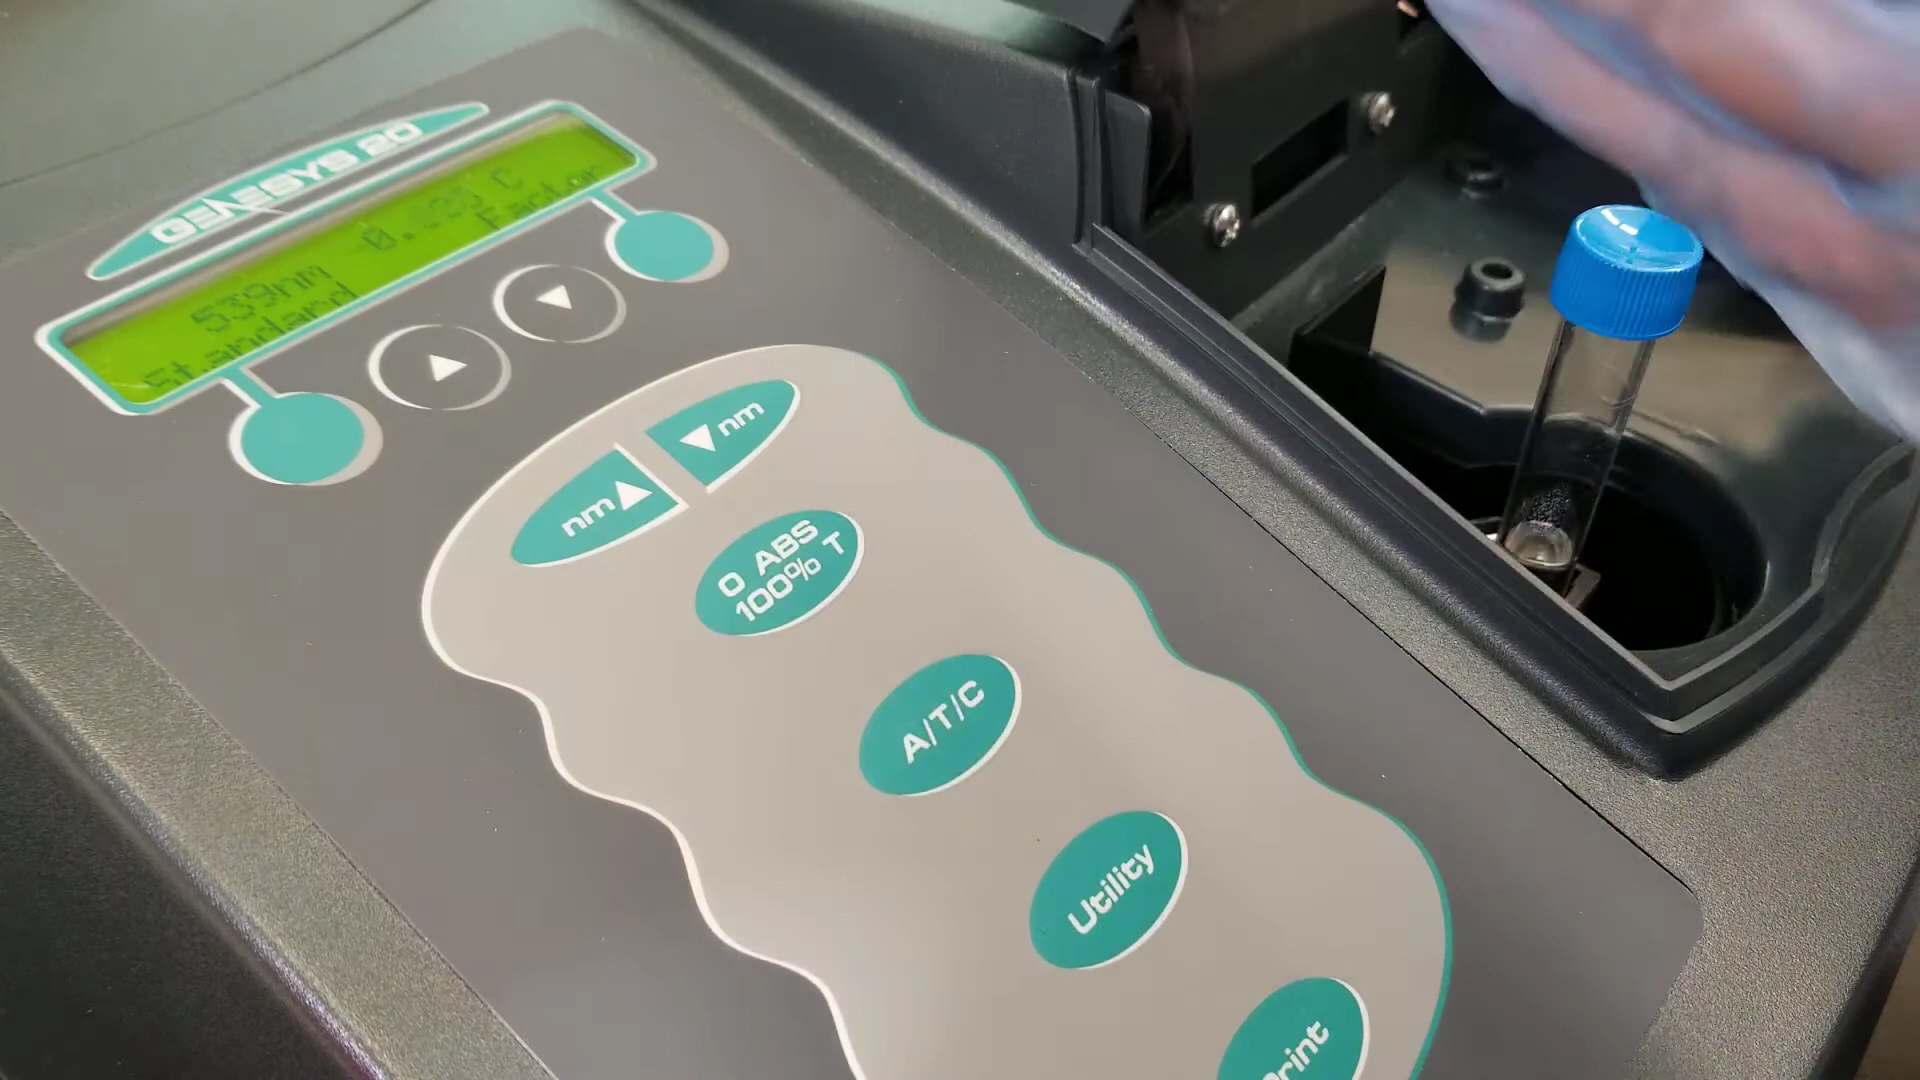 GENESYS 20
539nm C
Standard Factor
nm▲ ▼nm
0 ABS
100% T
A/T/C
Utility
Print